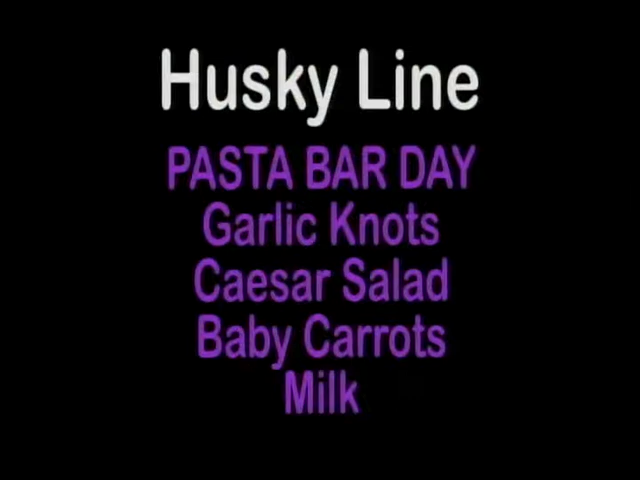 Husky Line
PASTA BAR DAY
Garlic Knots
Caesar Salad
Baby Carrots
Milk